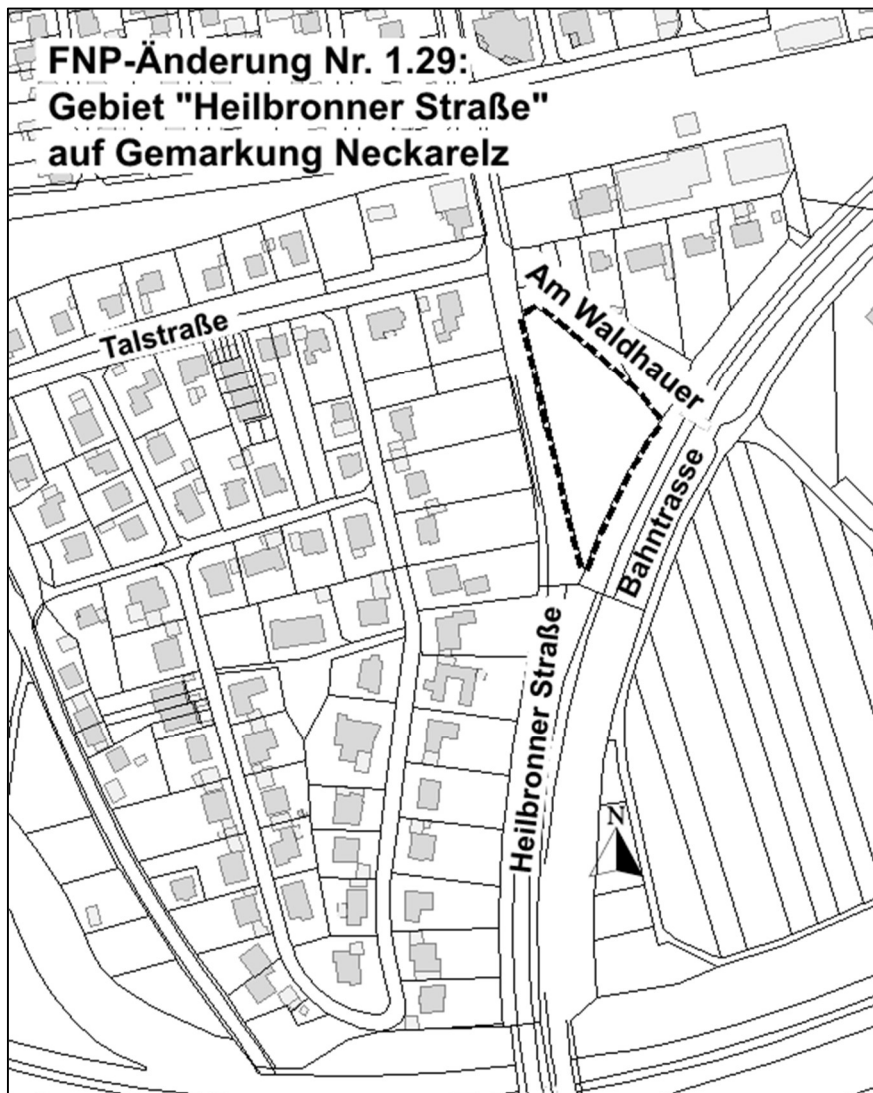 FNP-Änderung Nr. 1.29:
Gebiet "Heilbronner Straße"
auf Gemarkung Neckarelz
Am Waldhauer
Talstraße
Bahntrasse
Heilbronner Straße
N